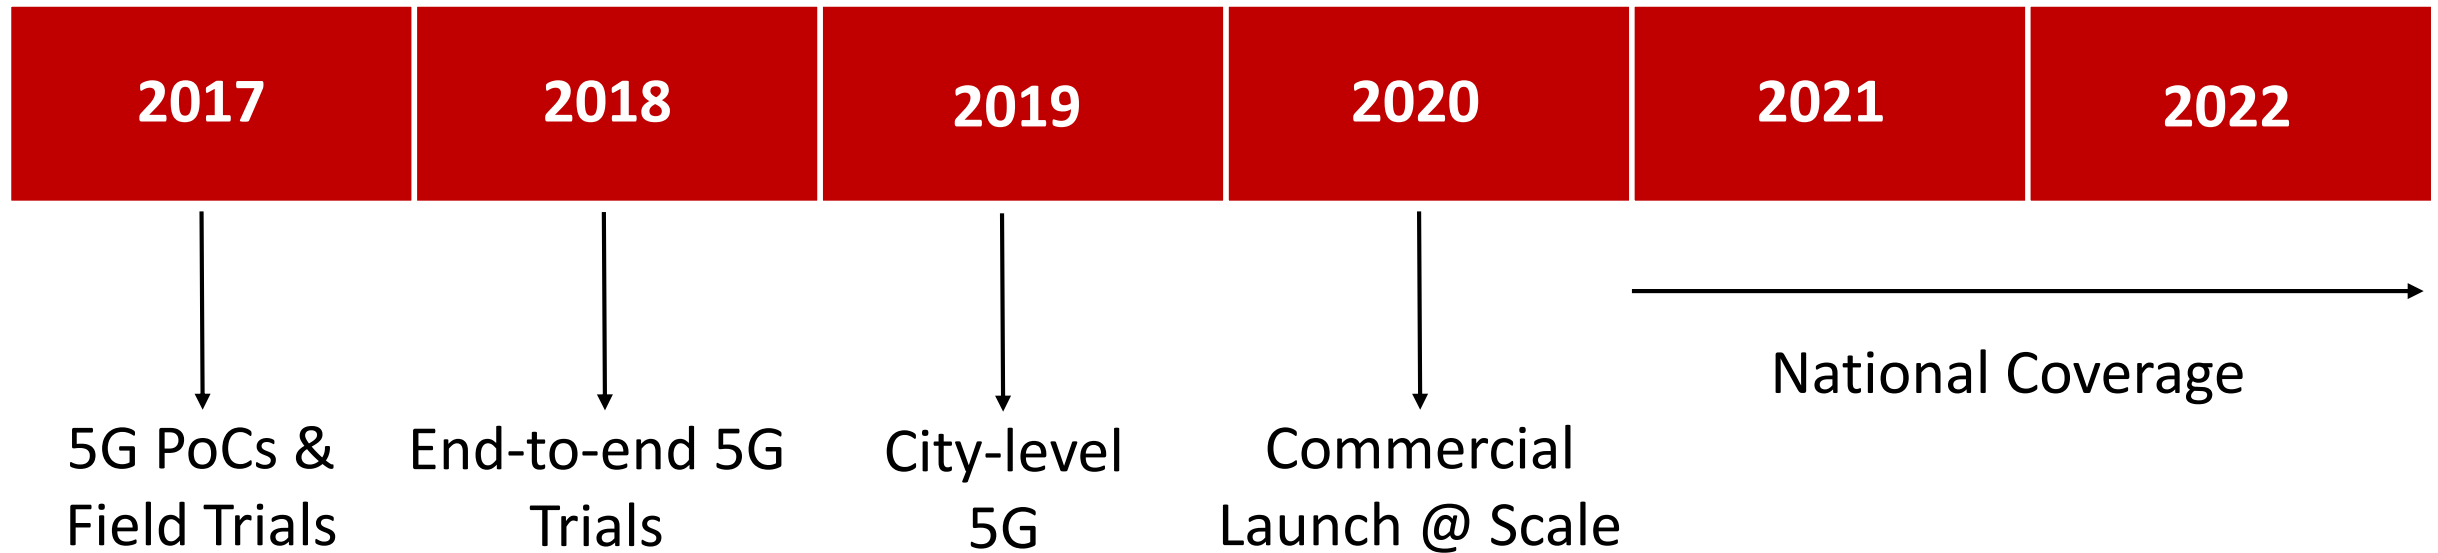 2017
2018
2019
2020
2021
2022
5G PoCs &
Field Trials
End-to-end 5G
Trials
City-level
5G
Commercial
Launch @ Scale
National Coverage